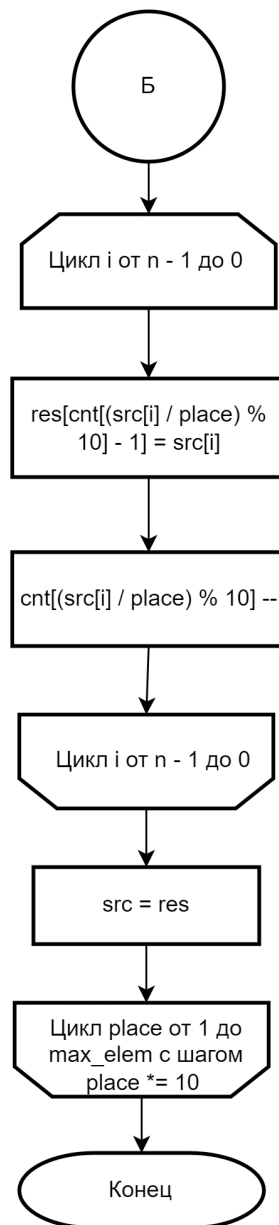 Б
Цикл i от n - 1 до 0
res[cnt[(src[i] / place) %
10] - 1] = src[i]
cnt[(src[i] / place) % 10] --
Цикл i от n - 1 до 0
src = res
Цикл place от 1 до
max_elem с шагом
place *= 10
Конец